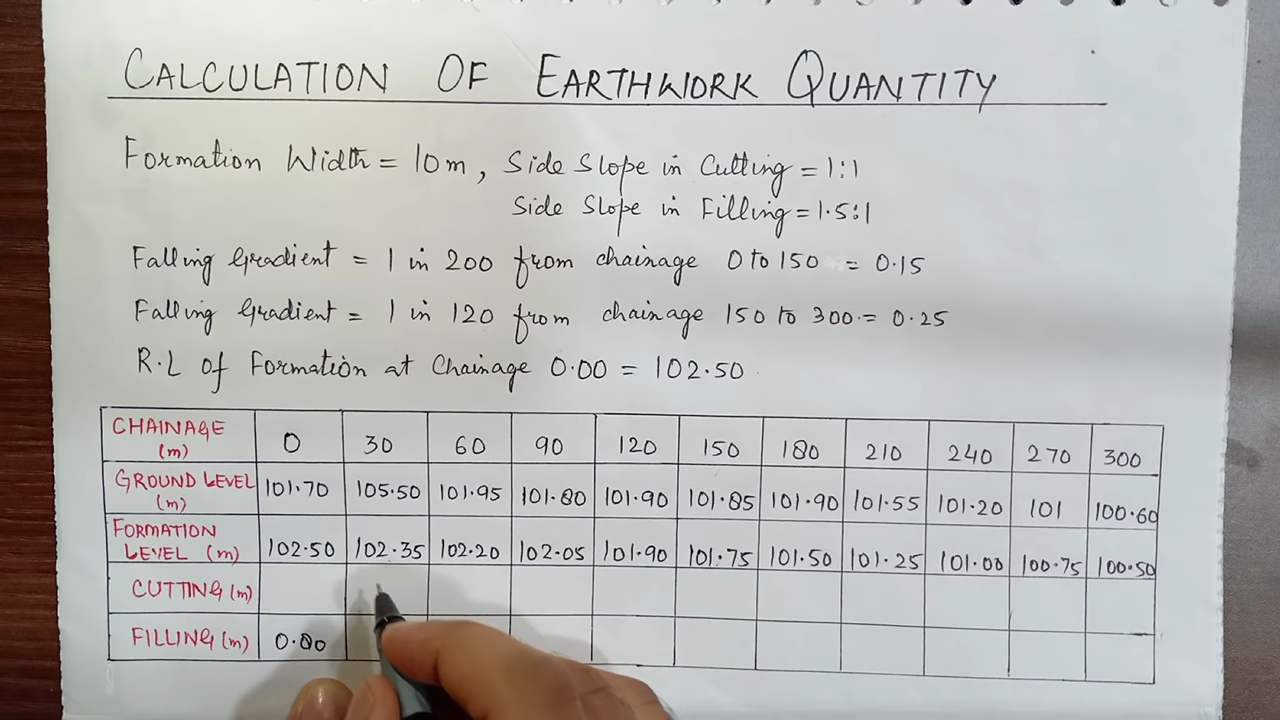 CALCULATION OF EARTHWORK QUANTITY
Formation Width = 10m, Side Slope in Cutting = 1:1
Side Slope in Filling = 1.5:1
Falling Gradient = 1 in 200 from chainage 0 to 150 = 0.15
Falling Gradient = 1 in 120 from chainage 150 to 300 = 0.25
R.L of Formation at Chainage 0.00 = 102.50
CHAINAGE (m) 0 30 60 90 120 150 180 210 240 270 300
GROUND LEVEL (m) 101.70 105.50 101.95 101.80 101.90 101.85 101.90 101.55 101.20 101 100.60
FORMATION LEVEL (m) 102.50 102.35 102.20 102.05 101.90 101.75 101.50 101.25 101.00 100.75 100.50
CUTTING (m)
FILLING (m) 0.80